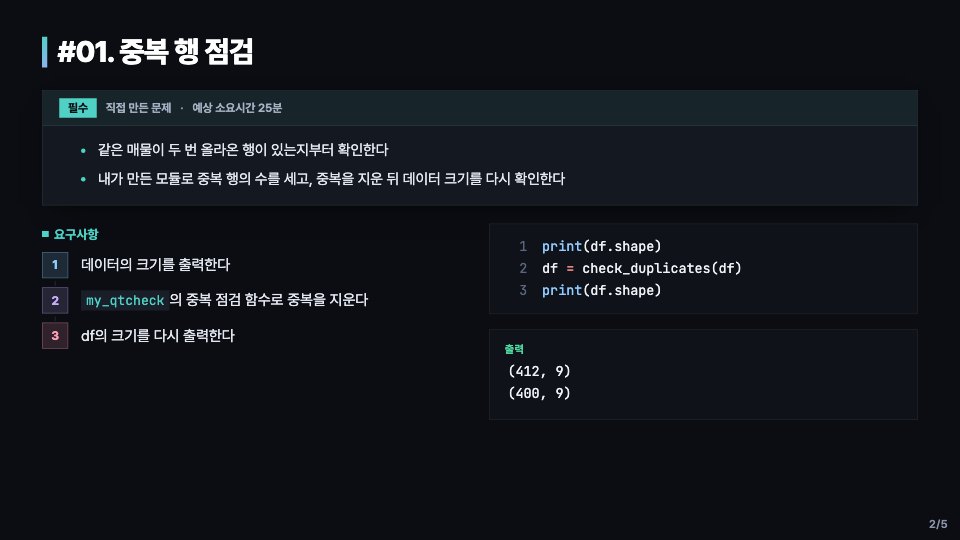 #01. 중복 행 점검
필수 직접 만든 문제 · 예상 소요시간 25분
• 같은 매물이 두 번 올라온 행이 있는지부터 확인한다
• 내가 만든 모듈로 중복 행의 수를 세고, 중복을 지운 뒤 데이터 크기를 다시 확인한다
요구사항
1 데이터의 크기를 출력한다
2 my_qtcheck 의 중복 점검 함수로 중복을 지운다
3 df의 크기를 다시 출력한다
1 print(df.shape)
2 df = check_duplicates(df)
3 print(df.shape)
출력
(412, 9)
(400, 9)
2/5